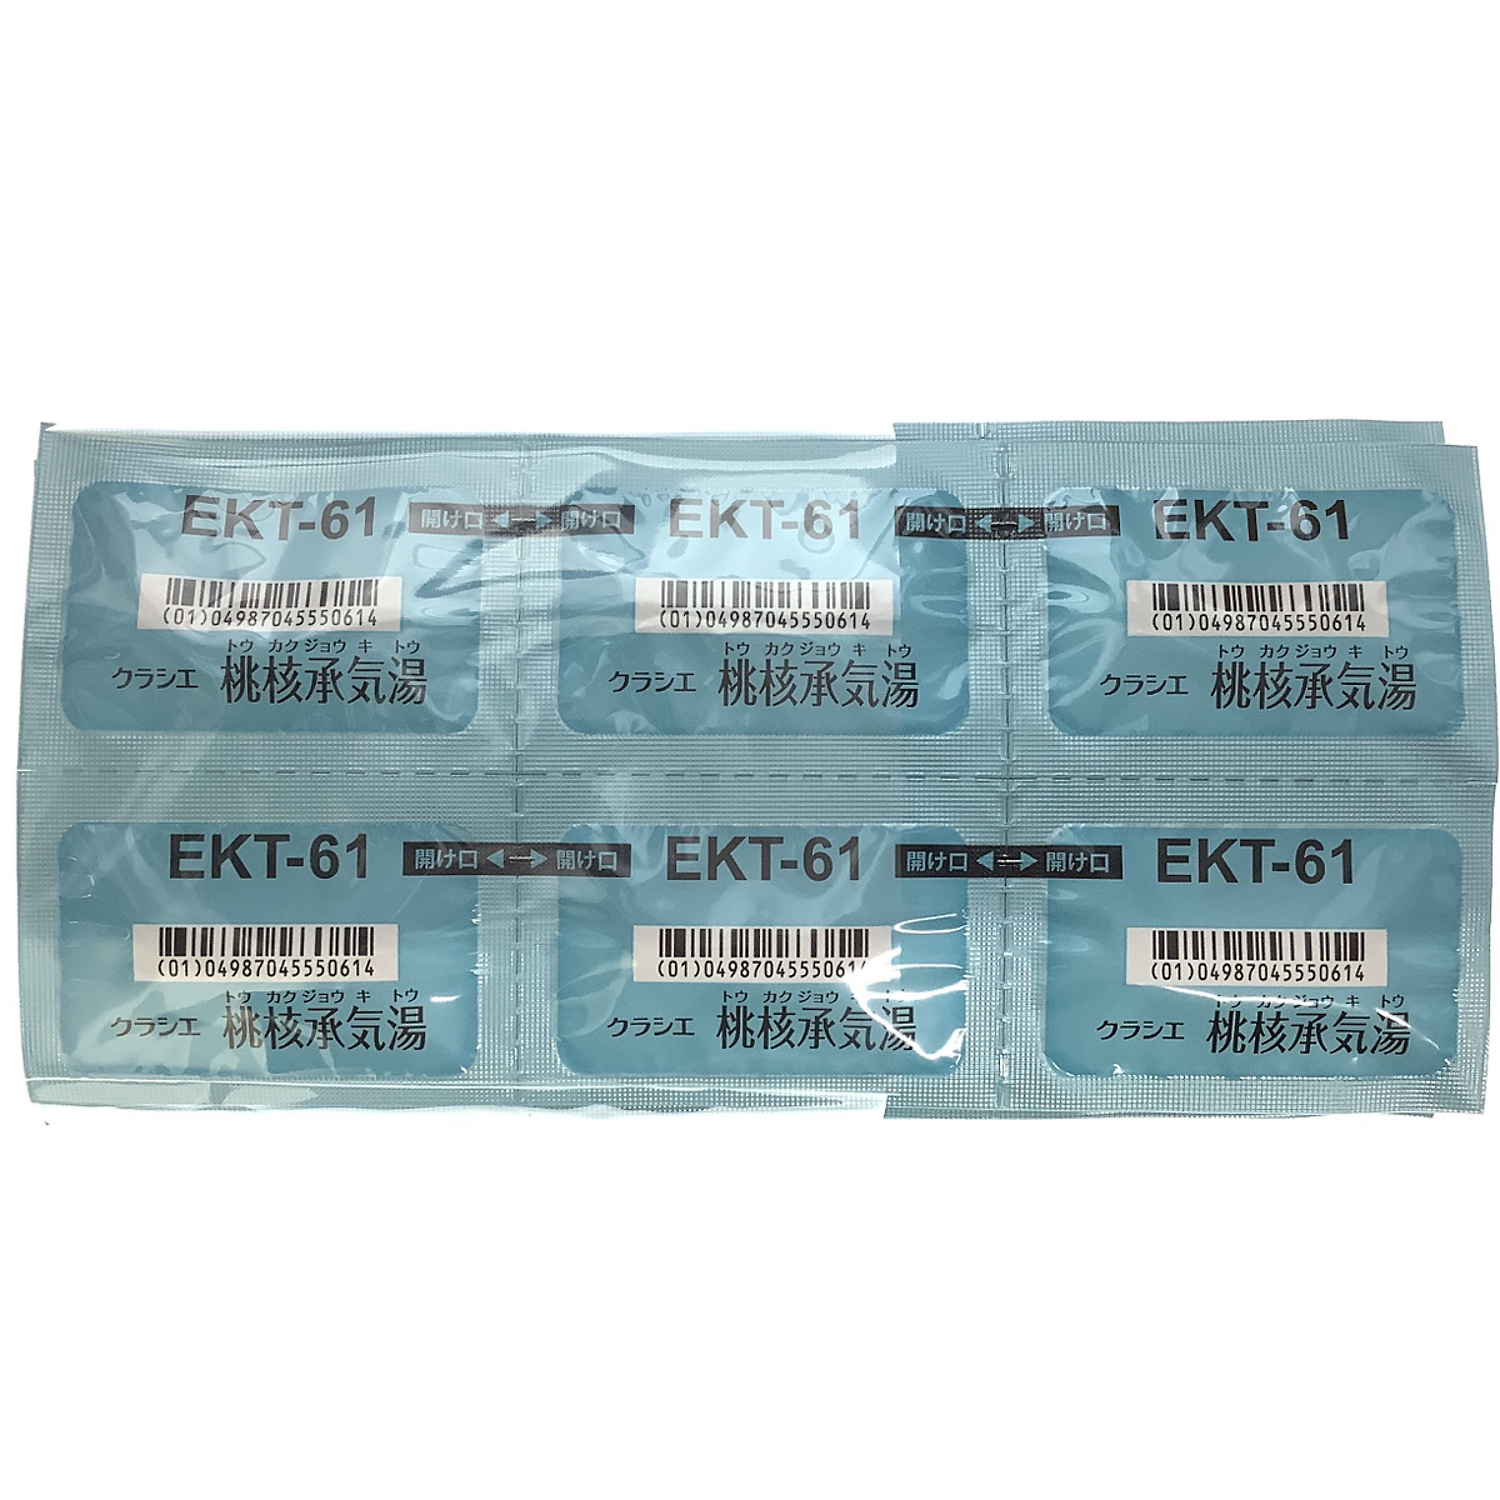 EKT-61 開け口 開け口 EKT-61 開け口 開け口 EKT-61
(01)04987045550614 (01)04987045550614 (01)04987045550614
トウ カク ジョウ キ トウ トウ カク ジョウ キ トウ トウ カク ジョウ キ トウ
クラシエ 桃核承気湯 クラシエ 桃核承気湯 クラシエ 桃核承気湯
EKT-61 開け口 開け口 EKT-61 開け口 開け口 EKT-61
(01)04987045550614 (01)04987045550614 (01)04987045550614
トウ カク ジョウ キ トウ トウ カク ジョウ キ トウ トウ カク ジョウ キ トウ
クラシエ 桃核承気湯 クラシエ 桃核承気湯 クラシエ 桃核承気湯